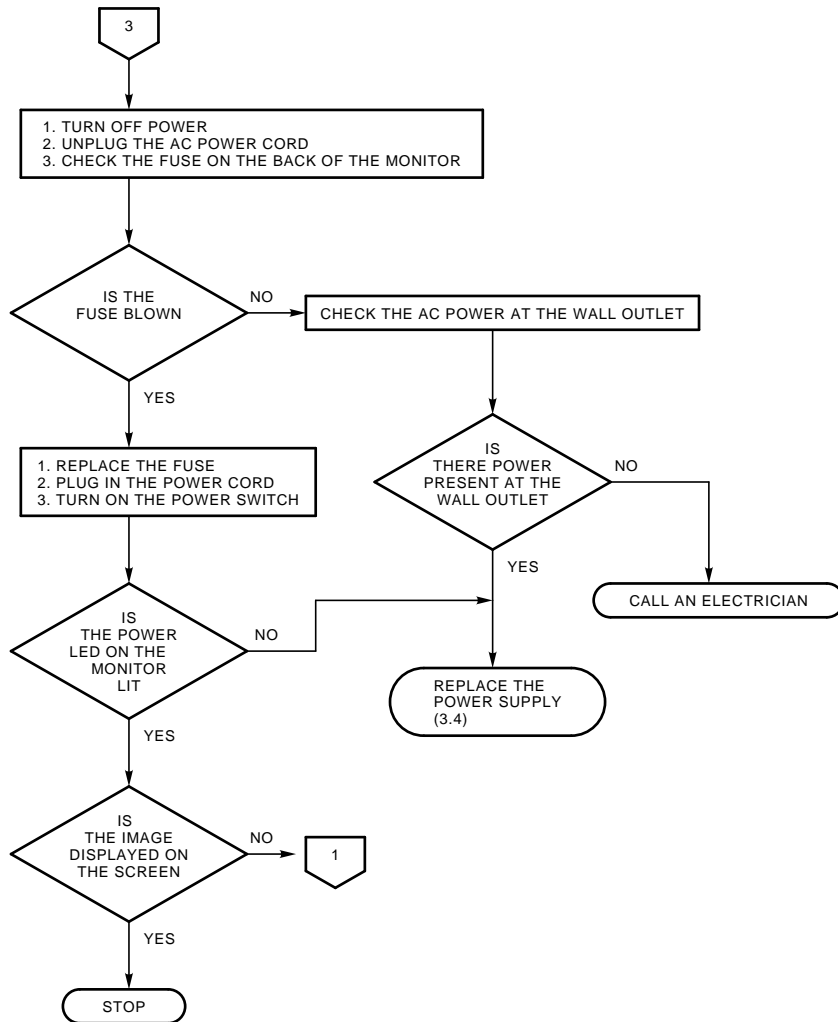 3
1. TURN OFF POWER
2. UNPLUG THE AC POWER CORD
3. CHECK THE FUSE ON THE BACK OF THE MONITOR
IS THE
FUSE BLOWN
NO
CHECK THE AC POWER AT THE WALL OUTLET
YES
1. REPLACE THE FUSE
2. PLUG IN THE POWER CORD
3. TURN ON THE POWER SWITCH
IS
THERE POWER
PRESENT AT THE
WALL OUTLET
NO
YES
CALL AN ELECTRICIAN
IS
THE POWER
LED ON THE
MONITOR
LIT
NO
REPLACE THE
POWER SUPPLY
(3.4)
YES
IS
THE IMAGE
DISPLAYED ON
THE SCREEN
NO
1
YES
STOP